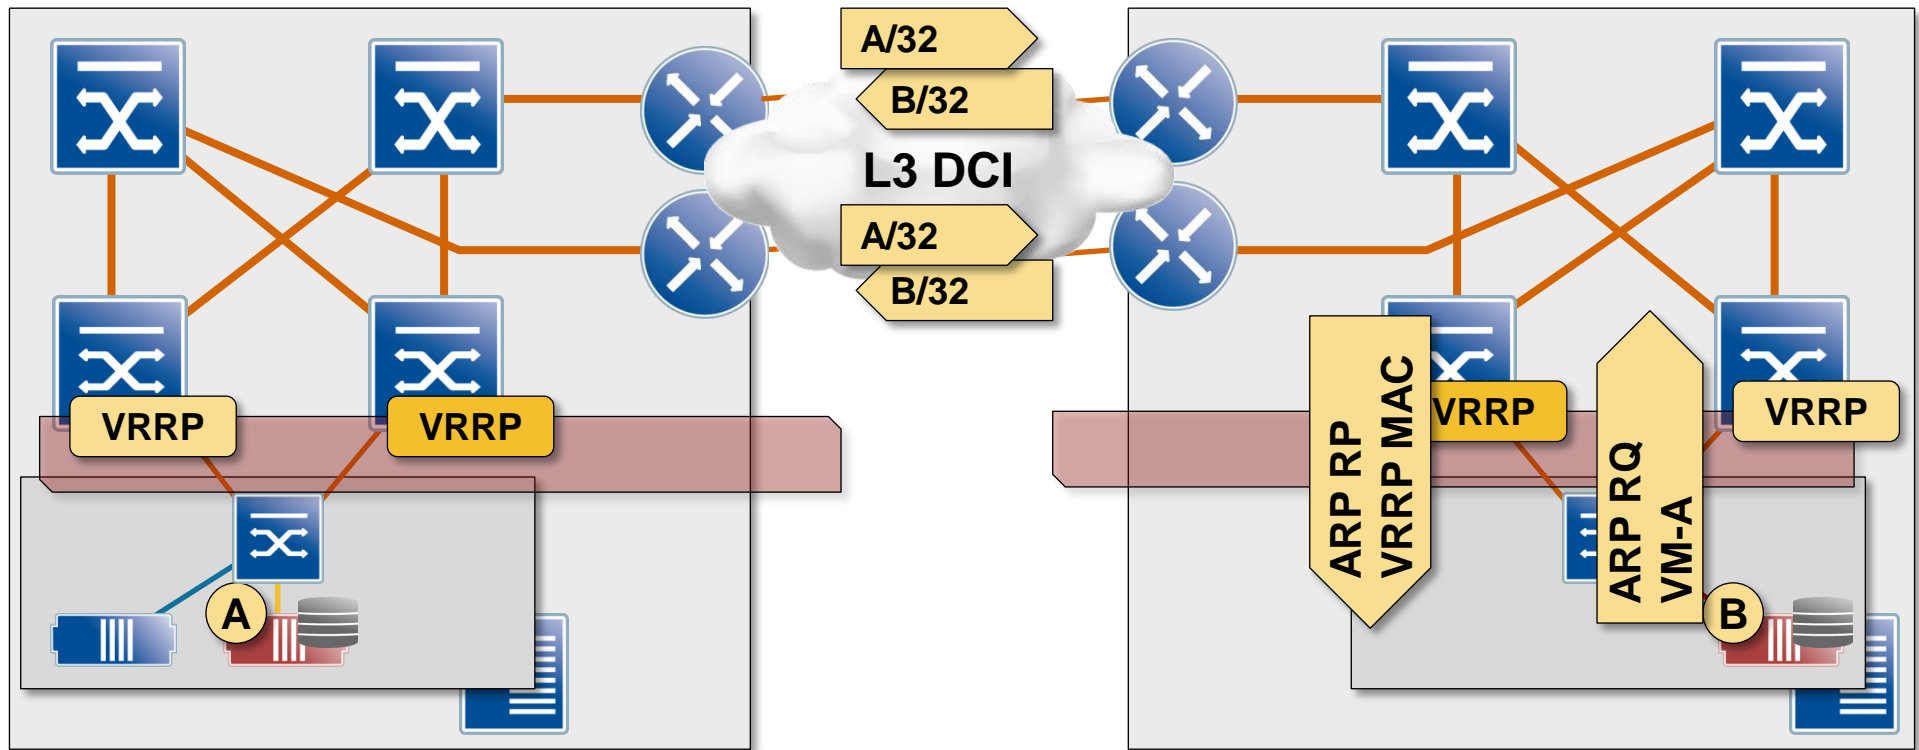 A/32
B/32
L3 DCI
A/32
B/32
VRRP
VRRP
ARP RP
VRRP MAC
VRRP
ARP RQ
VM-A
VRRP
A
B